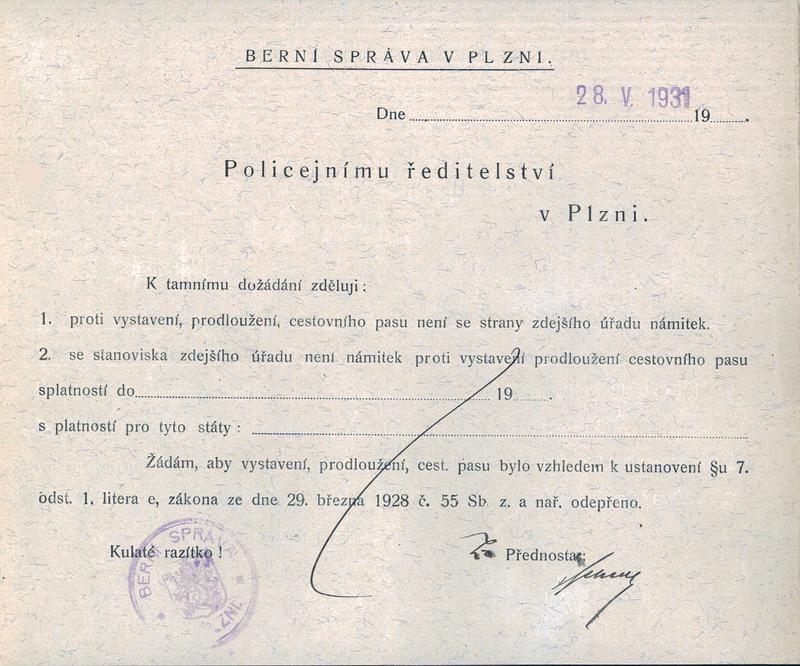 BERNÍ SPRÁVA V PLZNI.
28. V. 1931
Dne 19
Policejnímu ředitelství
v Plzni.
K tamnímu dožádání zděluji:
1. proti vystavení, prodloužení, cestovního pasu není se strany zdejšího úřadu námitek.
2. se stanoviska zdejšího úřadu není námitek proti vystavení prodloužení cestovního pasu
splatností do 19 .
s platností pro tyto státy:
Žádám, aby vystavení, prodloužení, cest. pasu bylo vzhledem k ustanovení §u 7.
odst. 1. litera e, zákona ze dne 29. března 1928 č. 55 Sb. z. a nař. odepřeno.
Kulaté razítko! Přednosta:
BERNÍ SPRÁVA